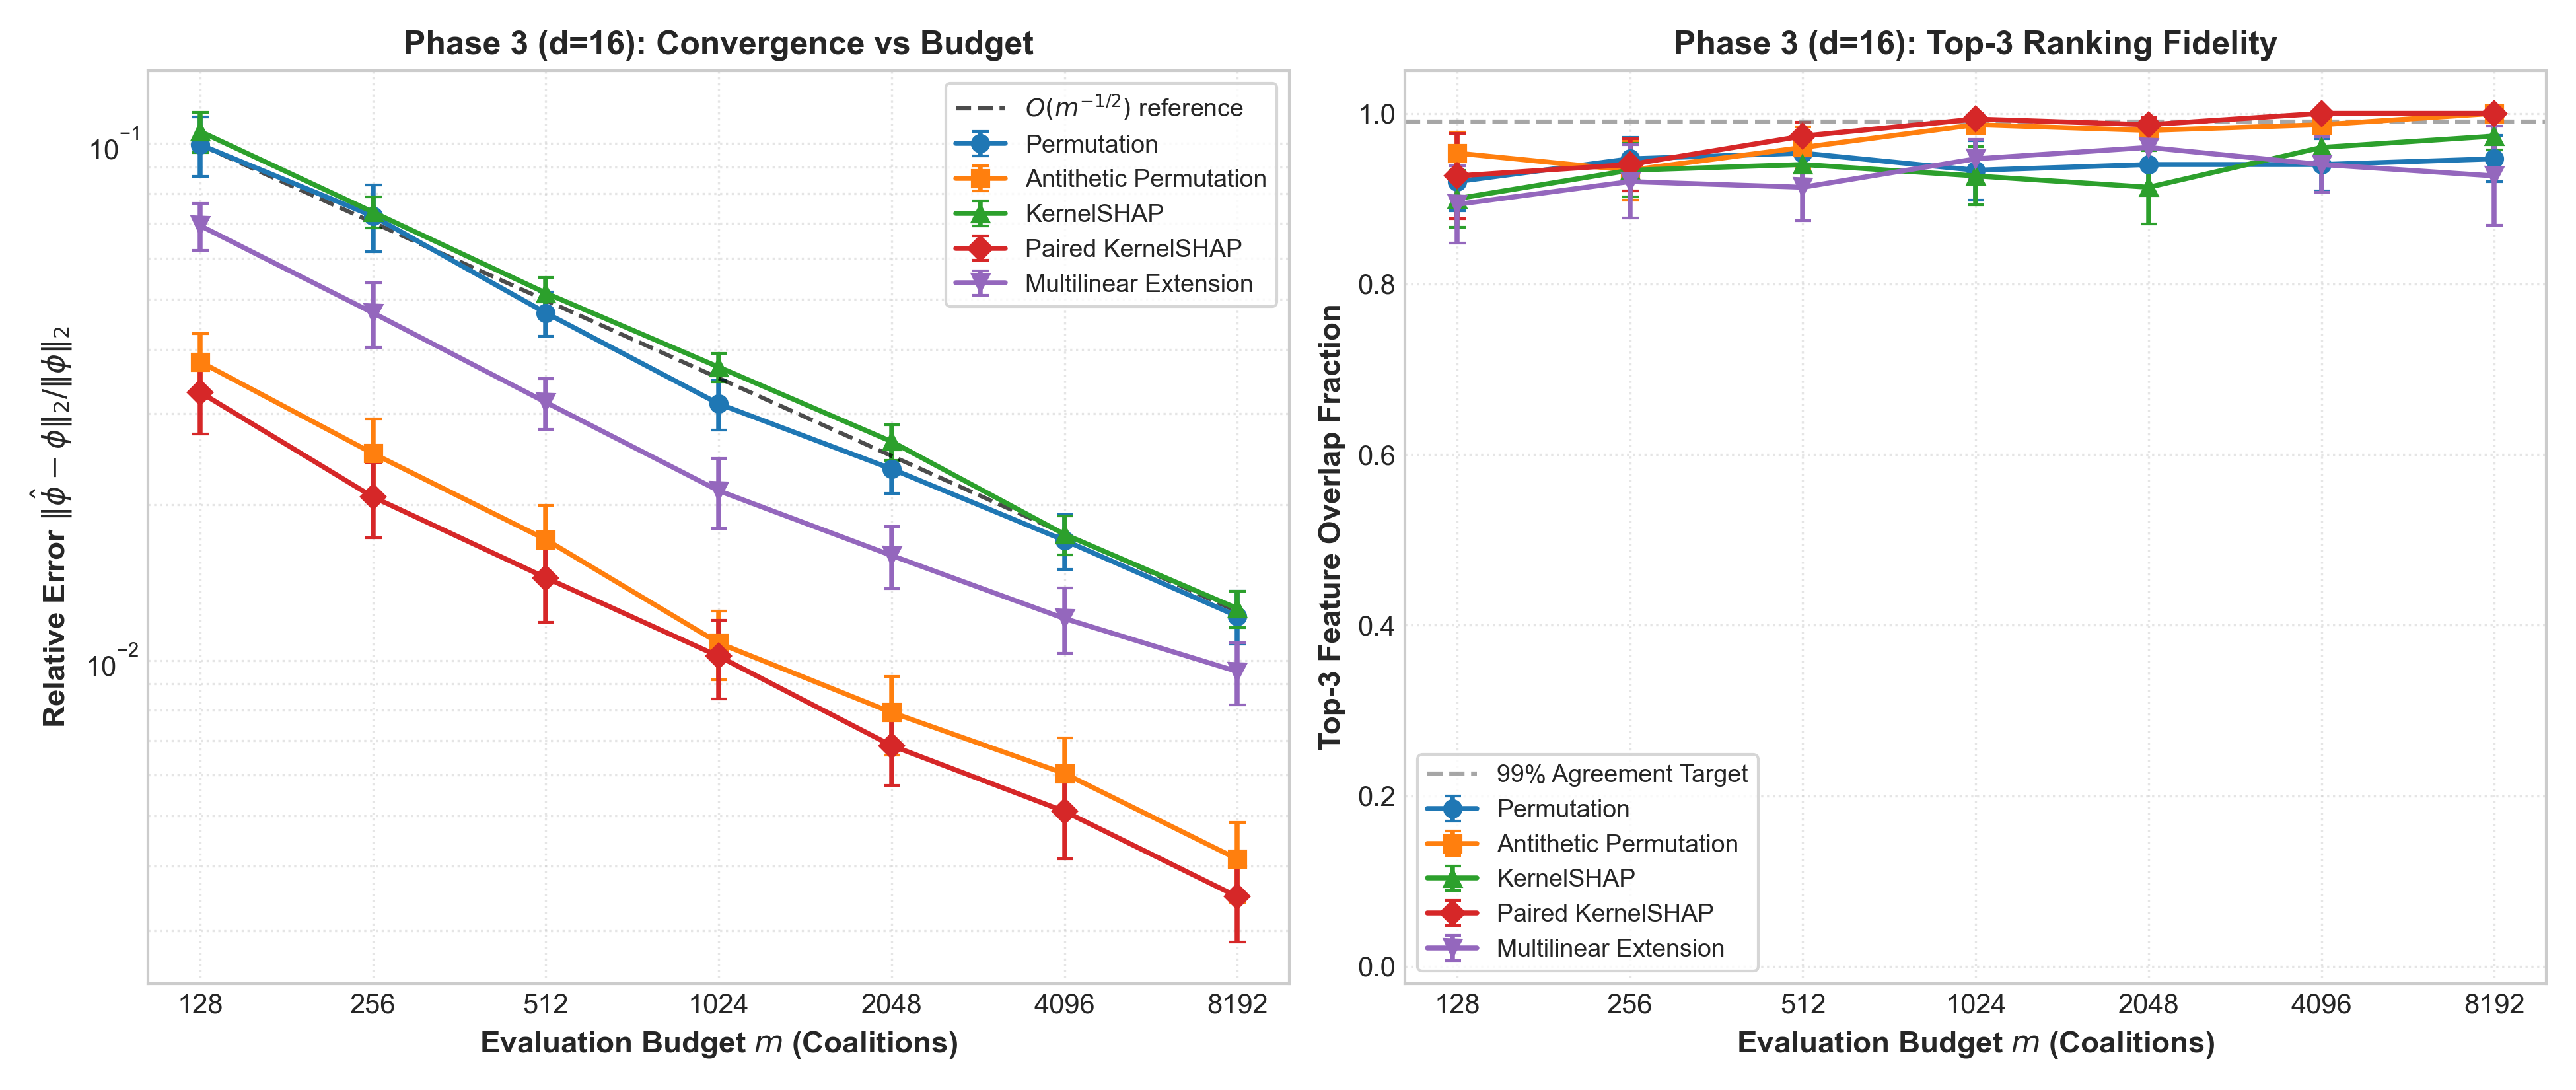 Phase 3 (d=16): Convergence vs Budget
Relative Error ‖ϕ̂ − ϕ‖₂/‖ϕ‖₂
10⁻¹
10⁻²
O(m⁻¹/²) reference
Permutation
Antithetic Permutation
KernelSHAP
Paired KernelSHAP
Multilinear Extension
128 256 512 1024 2048 4096 8192
Evaluation Budget m (Coalitions)
Phase 3 (d=16): Top-3 Ranking Fidelity
Top-3 Feature Overlap Fraction
1.0
0.8
0.6
0.4
0.2
0.0
99% Agreement Target
Permutation
Antithetic Permutation
KernelSHAP
Paired KernelSHAP
Multilinear Extension
128 256 512 1024 2048 4096 8192
Evaluation Budget m (Coalitions)